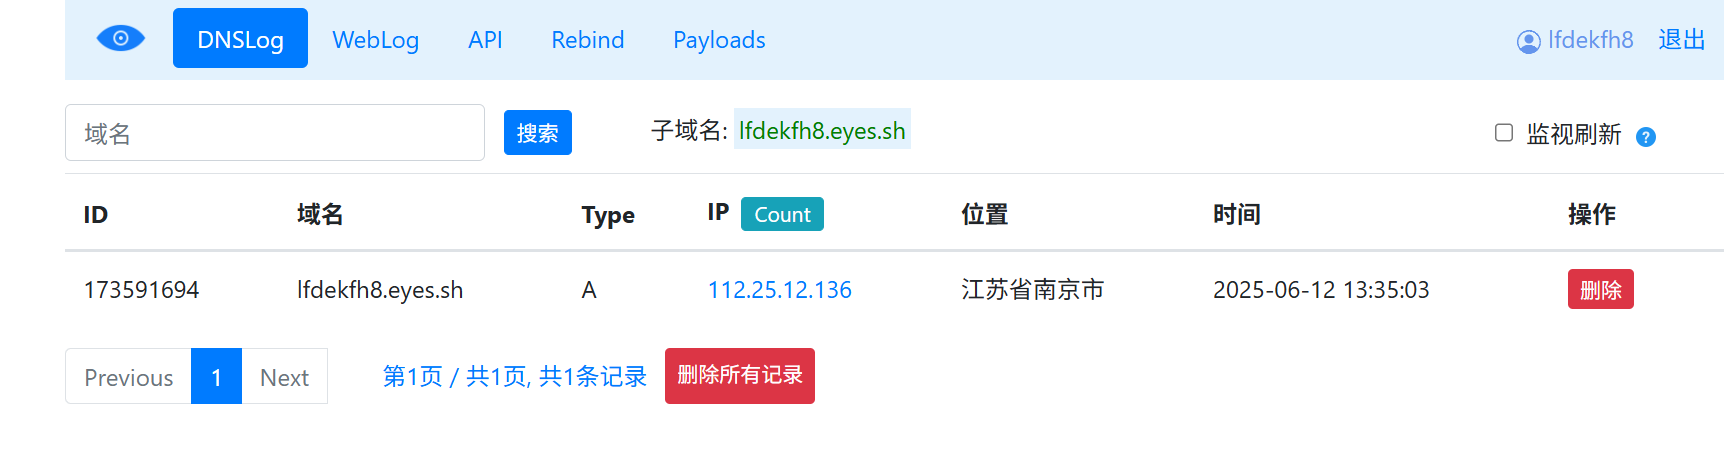 DNSLog WebLog API Rebind Payloads lfdekfh8 退出
域名 搜索 子域名: lfdekfh8.eyes.sh 监视刷新 ?
ID 域名 Type IP Count 位置 时间 操作
173591694 lfdekfh8.eyes.sh A 112.25.12.136 江苏省南京市 2025-06-12 13:35:03 删除
Previous 1 Next 第1页 / 共1页, 共1条记录 删除所有记录